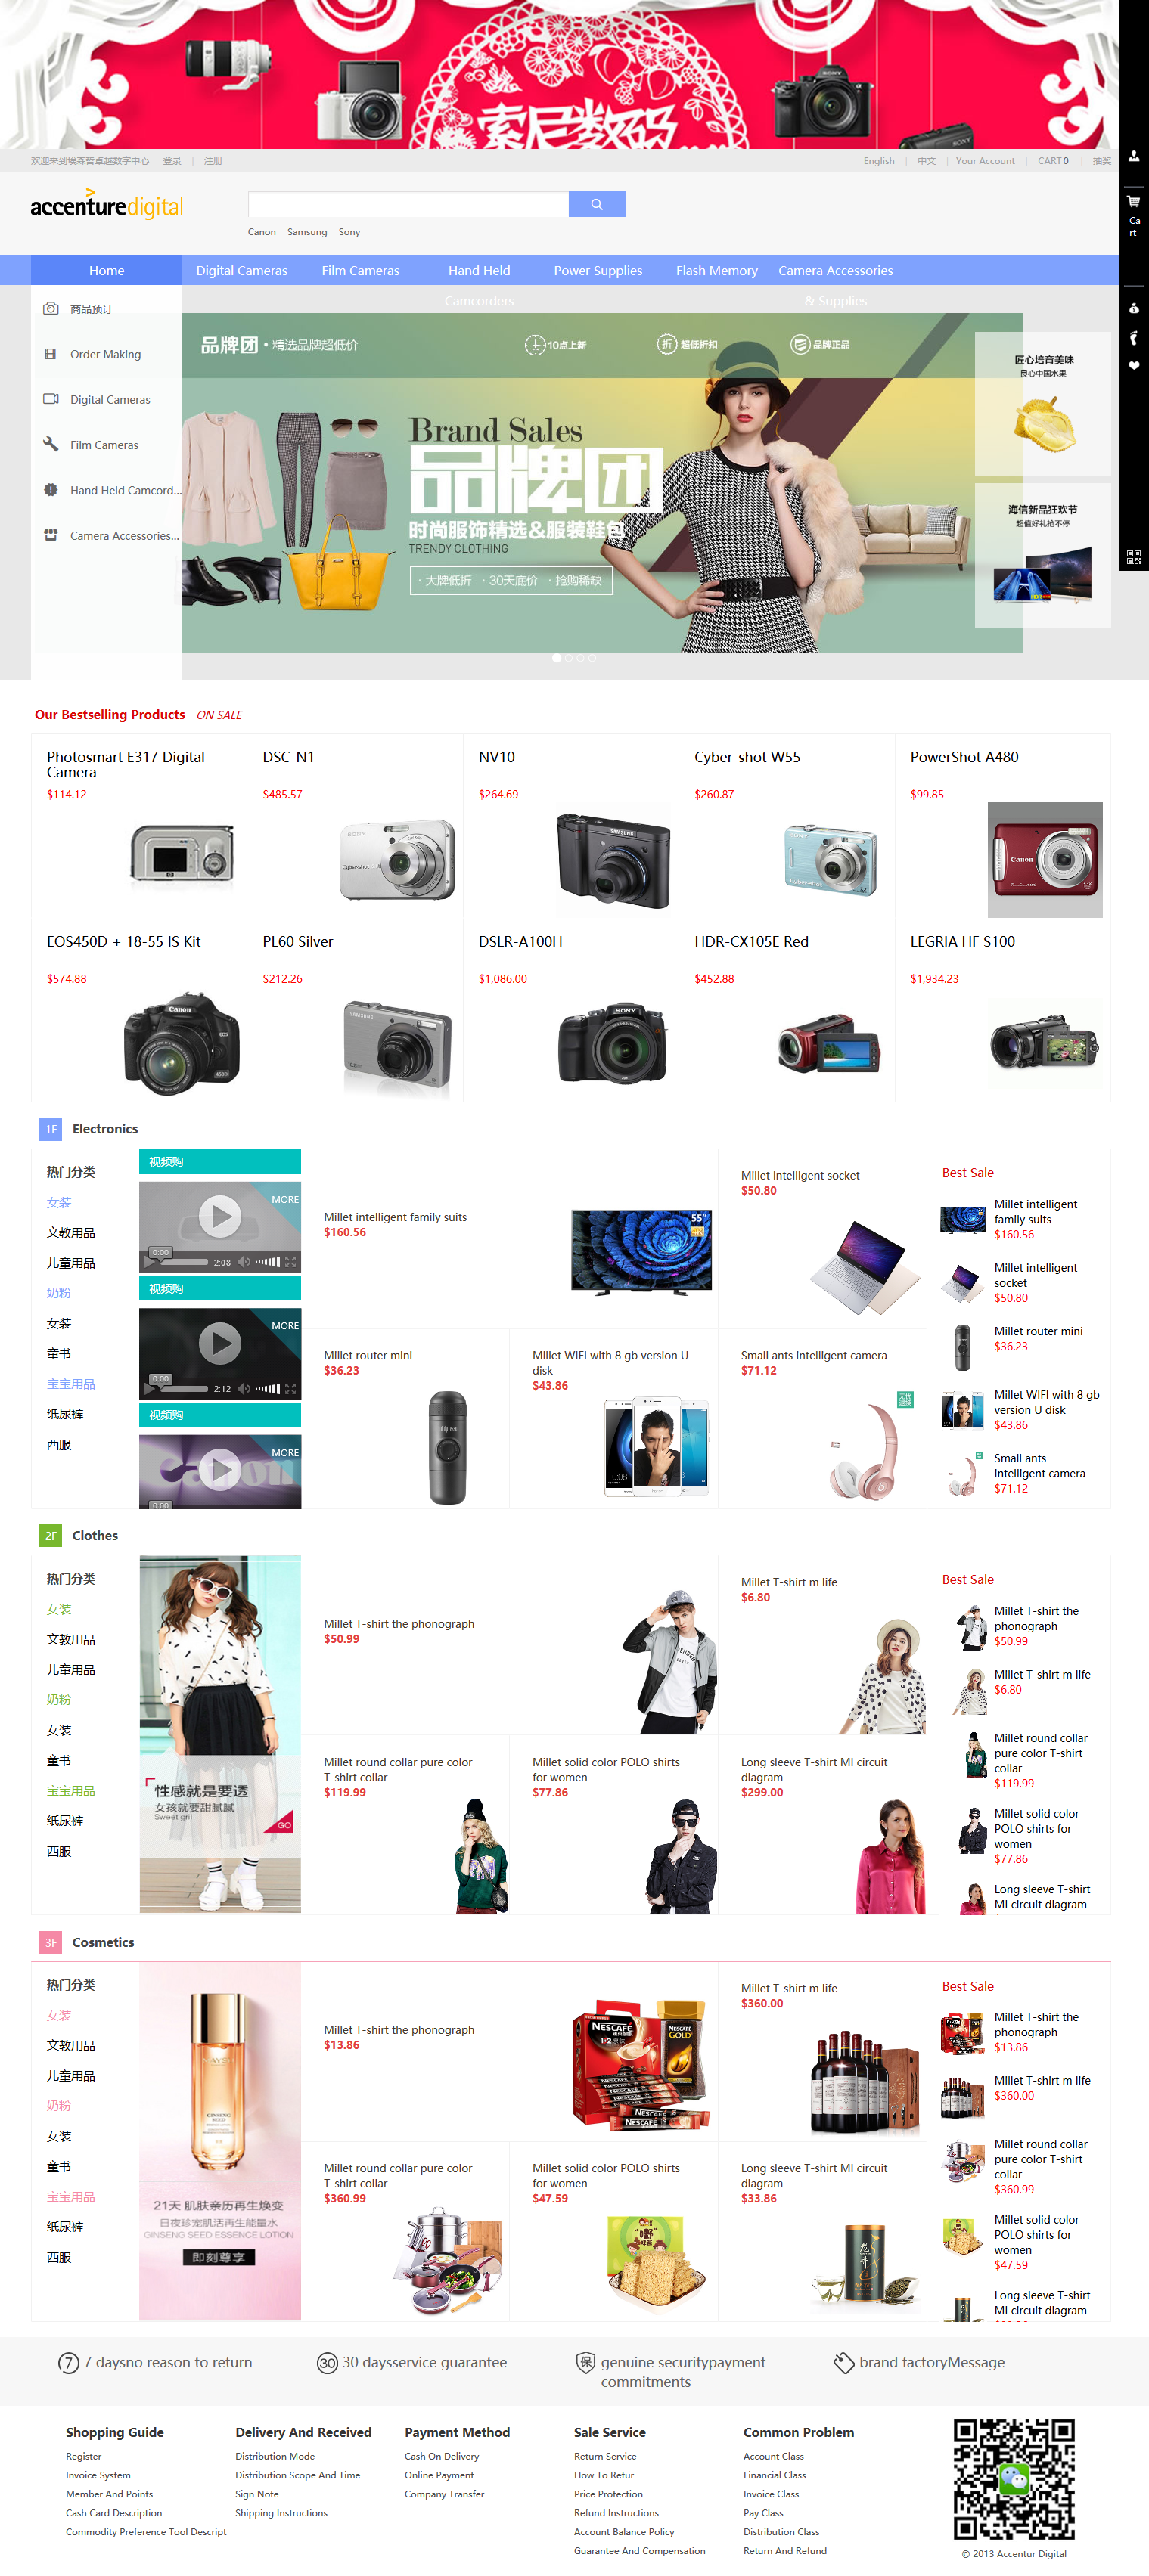 索尼数码
欢迎来到埃森哲卓越数字中心 登录 | 注册
English | 中文 | Your Account | CART 0 | 抽奖
accenturedigital
Canon Samsung Sony
Ca
rt
Home Digital Cameras Film Cameras Hand Held Power Supplies Flash Memory Camera Accessories
Camcorders & Supplies
商品预订
Order Making
Digital Cameras
Film Cameras
Hand Held Camcord...
Camera Accessories...
品牌团·精选品牌超低价
10点上新
折 超低折扣
品牌正品
Brand Sales
品牌团
时尚服饰精选&服装鞋包
TRENDY CLOTHING
·大牌低折 ·30天底价 ·抢购稀缺
匠心培育美味
良心中国水果
海信新品狂欢节
超值好礼抢不停
Our Bestselling Products ON SALE
Photosmart E317 Digital
Camera
$114.12
DSC-N1
$485.57
NV10
$264.69
Cyber-shot W55
$260.87
PowerShot A480
$99.85
EOS450D + 18-55 IS Kit
$574.88
PL60 Silver
$212.26
DSLR-A100H
$1,086.00
HDR-CX105E Red
$452.88
LEGRIA HF S100
$1,934.23
1F Electronics
热门分类
女装
文教用品
儿童用品
奶粉
女装
童书
宝宝用品
纸尿裤
西服
视频购
MORE
0:00
2:08
视频购
MORE
0:00
2:12
视频购
MORE
0:00
Millet intelligent family suits
$160.56
55"
4K
Millet intelligent socket
$50.80
Millet router mini
$36.23
Millet WIFI with 8 gb version U
disk
$43.86
Small ants intelligent camera
$71.12
Best Sale
Millet intelligent
family suits
$160.56
Millet intelligent
socket
$50.80
Millet router mini
$36.23
Millet WIFI with 8 gb
version U disk
$43.86
Small ants
intelligent camera
$71.12
2F Clothes
热门分类
女装
文教用品
儿童用品
奶粉
女装
童书
宝宝用品
纸尿裤
西服
性感就是要透
女孩就要甜腻腻
Sweet girl
GO
Millet T-shirt the phonograph
$50.99
Millet T-shirt m life
$6.80
Millet round collar pure color
T-shirt collar
$119.99
Millet solid color POLO shirts
for women
$77.86
Long sleeve T-shirt MI circuit
diagram
$299.00
Best Sale
Millet T-shirt the
phonograph
$50.99
Millet T-shirt m life
$6.80
Millet round collar
pure color T-shirt
collar
$119.99
Millet solid color
POLO shirts for
women
$77.86
Long sleeve T-shirt
MI circuit diagram
3F Cosmetics
热门分类
女装
文教用品
儿童用品
奶粉
女装
童书
宝宝用品
纸尿裤
西服
GINSENG
SEED
21天 肌肤亲历再生焕变
日夜珍宠肌活再生能量水
GINSENG SEED ESSENCE LOTION
即刻尊享
Millet T-shirt the phonograph
$13.86
NESCAFÉ
1+2
NESCAFÉ
GOLD
Millet T-shirt m life
$360.00
Millet round collar pure color
T-shirt collar
$360.99
Millet solid color POLO shirts
for women
$47.59
Long sleeve T-shirt MI circuit
diagram
$33.86
Best Sale
Millet T-shirt the
phonograph
$13.86
Millet T-shirt m life
$360.00
Millet round collar
pure color T-shirt
collar
$360.99
Millet solid color
POLO shirts for
women
$47.59
Long sleeve T-shirt
MI circuit diagram
7 7 daysno reason to return
30 30 daysservice guarantee
保 genuine securitypayment
commitments
brand factoryMessage
Shopping Guide
Register
Invoice System
Member And Points
Cash Card Description
Commodity Preference Tool Descript
Delivery And Received
Distribution Mode
Distribution Scope And Time
Sign Note
Shipping Instructions
Payment Method
Cash On Delivery
Online Payment
Company Transfer
Sale Service
Return Service
How To Retur
Price Protection
Refund Instructions
Account Balance Policy
Guarantee And Compensation
Common Problem
Account Class
Financial Class
Invoice Class
Pay Class
Distribution Class
Return And Refund
© 2013 Accentur Digital